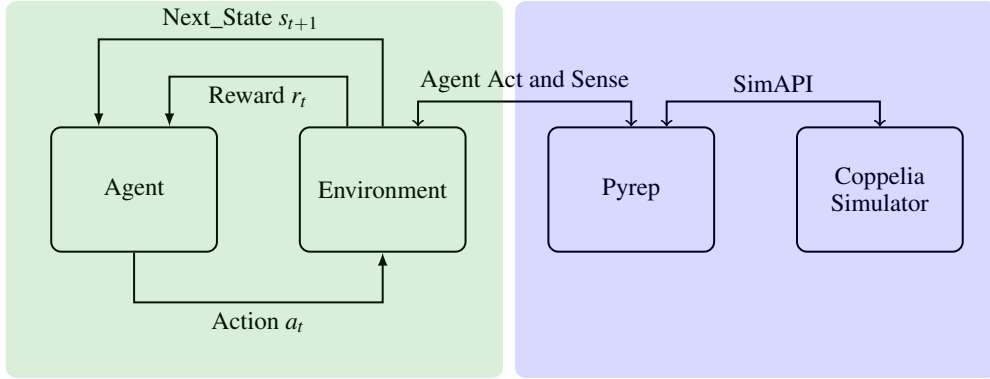 Next_State s_{t+1}
Agent Act and Sense
SimAPI
Reward r_t
Agent
Environment
Pyrep
Coppelia
Simulator
Action a_t